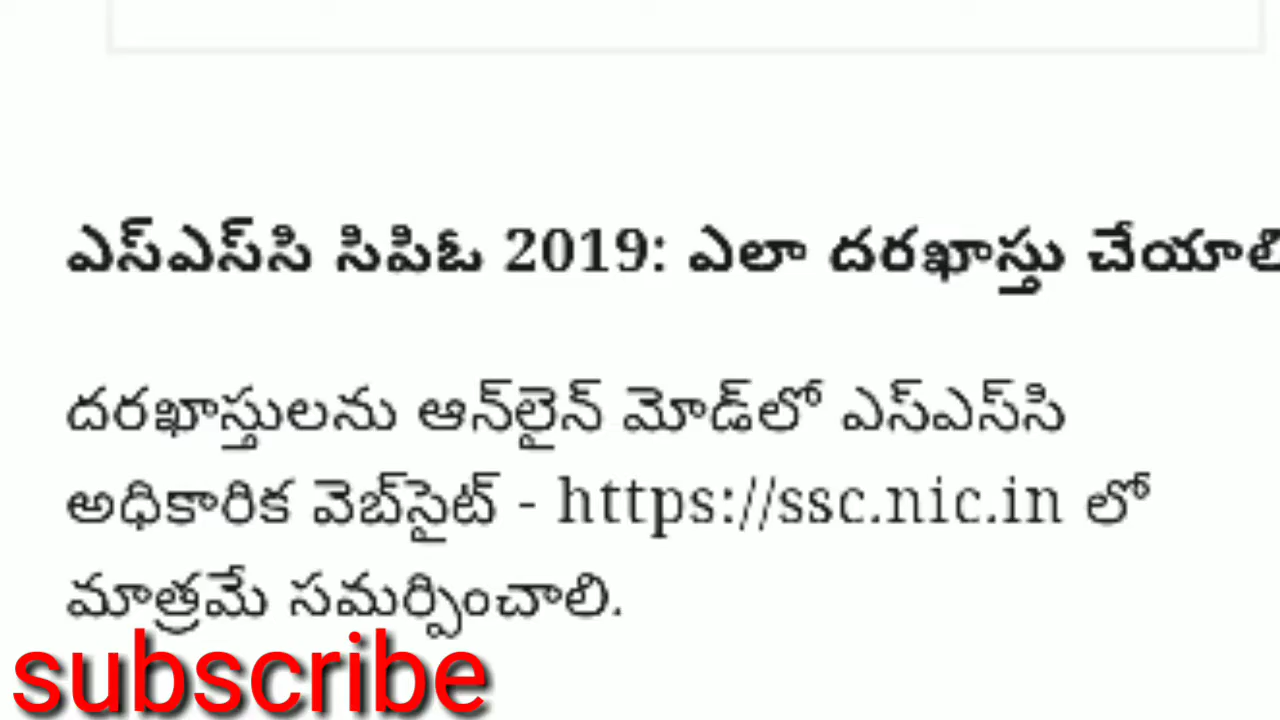 ఎస్ఎస్సి సిపిఓ 2019: ఎలా దరఖాస్తు చేయాలి
దరఖాస్తులను ఆన్‌లైన్ మోడ్‌లో ఎస్ఎస్సి
అధికారిక వెబ్‌సైట్ - https://ssc.nic.in లో
మాత్రమే సమర్పించాలి.
subscribe